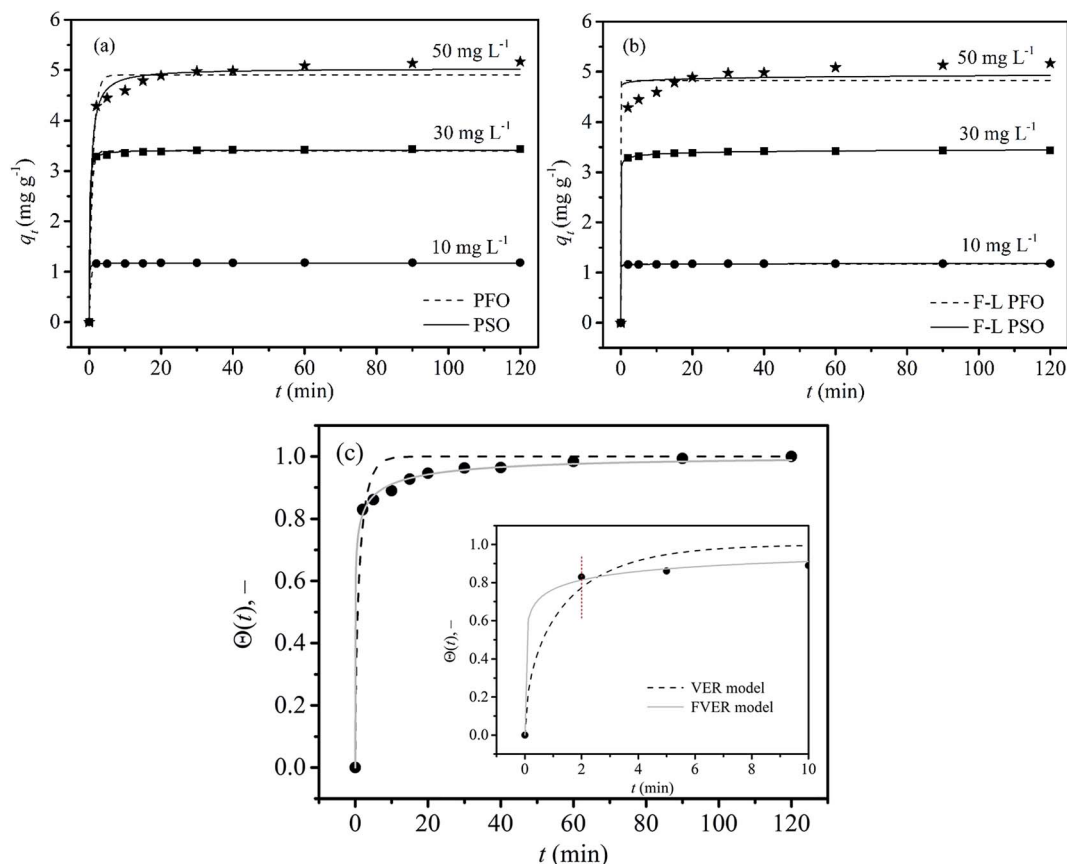 (a)
50 mg L⁻¹
30 mg L⁻¹
10 mg L⁻¹
PFO
PSO
qₜ (mg g⁻¹)
6
5
4
3
2
1
0
0 20 40 60 80 100 120
t (min)
(b)
50 mg L⁻¹
30 mg L⁻¹
10 mg L⁻¹
F-L PFO
F-L PSO
qₜ (mg g⁻¹)
6
5
4
3
2
1
0
0 20 40 60 80 100 120
t (min)
(c)
Θ(t), –
1.0
0.8
0.6
0.4
0.2
0.0
0 20 40 60 80 100 120
t (min)
Θ(t), –
1.0
0.8
0.6
0.4
0.2
0.0
VER model
FVER model
0 2 4 6 8 10
t (min)